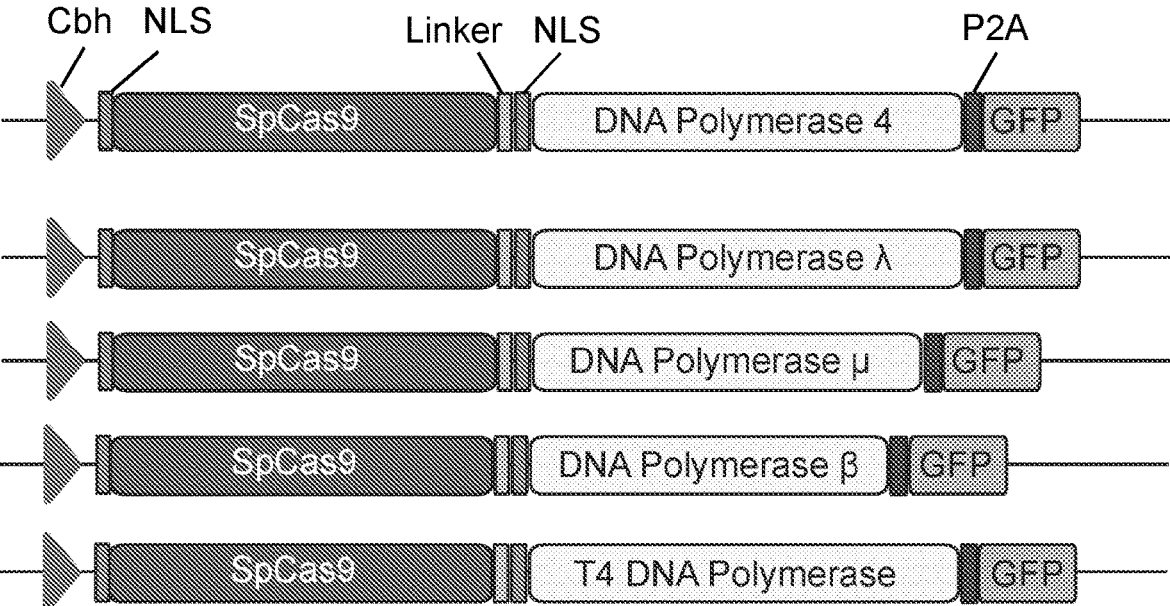 Cbh NLS Linker NLS P2A
SpCas9 DNA Polymerase 4 GFP
SpCas9 DNA Polymerase λ GFP
SpCas9 DNA Polymerase μ GFP
SpCas9 DNA Polymerase β GFP
SpCas9 T4 DNA Polymerase GFP